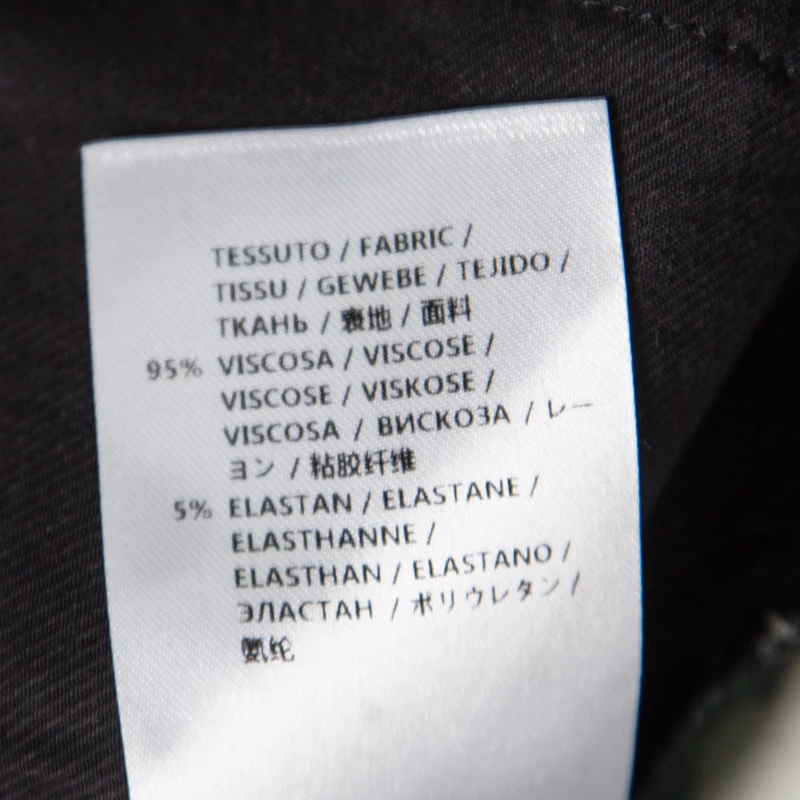 TESSUTO / FABRIC /
TISSU / GEWEBE / TEJIDO /
ТКАНЬ / 表地 / 面料
95% VISCOSA / VISCOSE /
VISCOSE / VISKOSE /
VISCOSA / ВИСКОЗА / レー
ヨン / 粘胶纤维
5% ELASTAN / ELASTANE /
ELASTHANNE /
ELASTHAN / ELASTANO /
ЭЛАСТАН / ポリウレタン /
氨纶